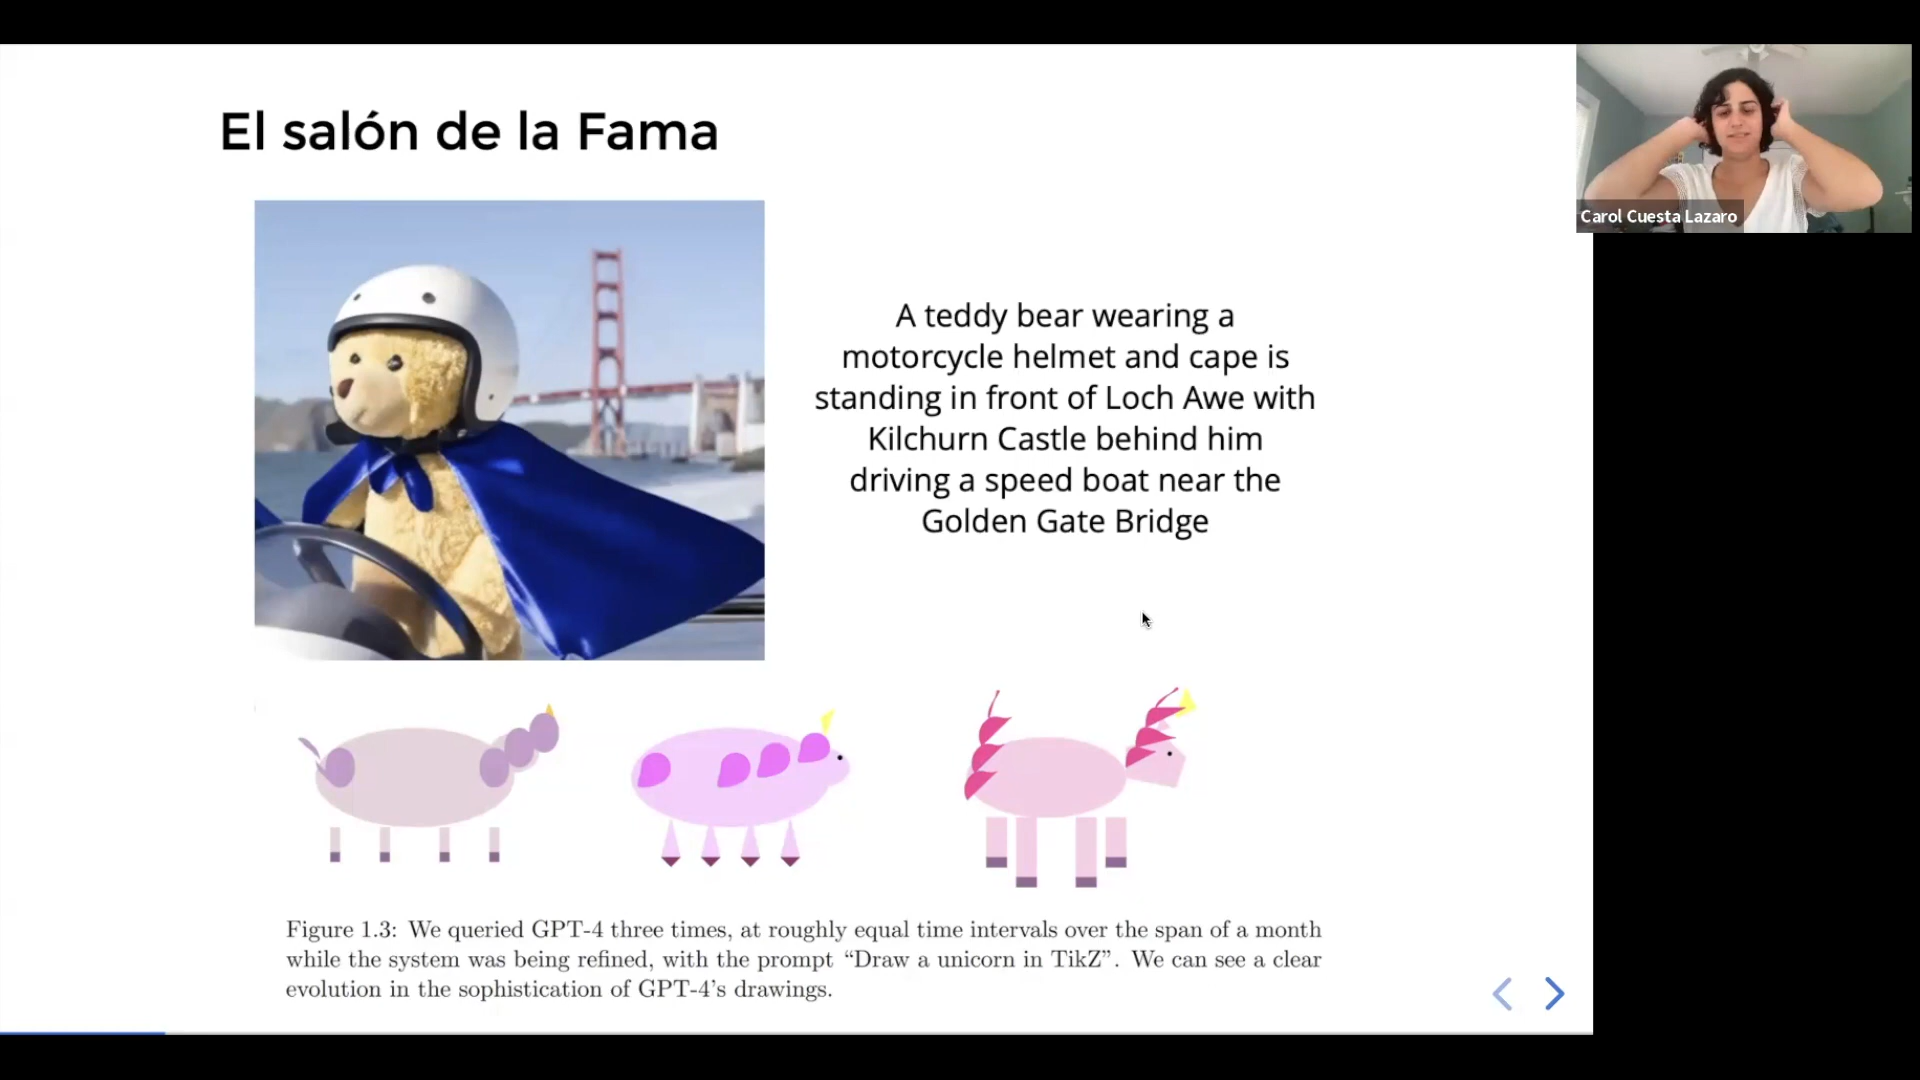 El salón de la Fama
Carol Cuesta Lazaro
A teddy bear wearing a
motorcycle helmet and cape is
standing in front of Loch Awe with
Kilchurn Castle behind him
driving a speed boat near the
Golden Gate Bridge
Figure 1.3: We queried GPT-4 three times, at roughly equal time intervals over the span of a month
while the system was being refined, with the prompt “Draw a unicorn in TikZ”. We can see a clear
evolution in the sophistication of GPT-4’s drawings.